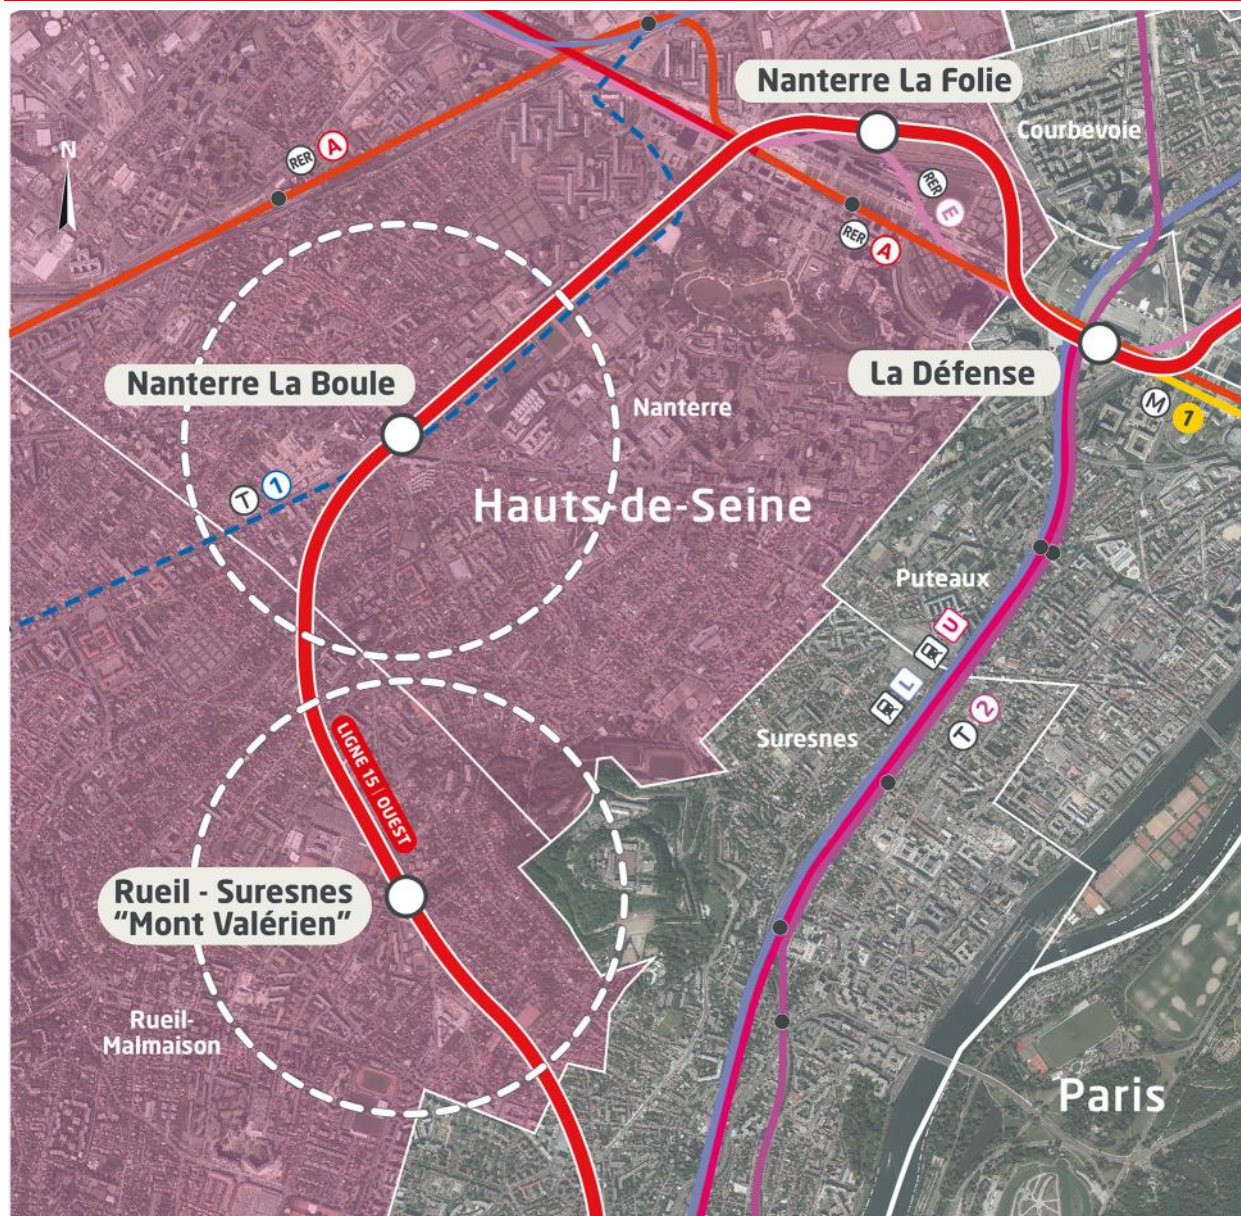 Nanterre La Folie
Courbevoie
N
RER A
RER E
RER A
La Défense
Nanterre La Boule
Nanterre
M 1
T 1
Hauts-de-Seine
Puteaux
U
L
Suresnes
T 2
LIGNE 15 | OUEST
Rueil - Suresnes
“Mont Valérien”
Rueil-
Malmaison
Paris